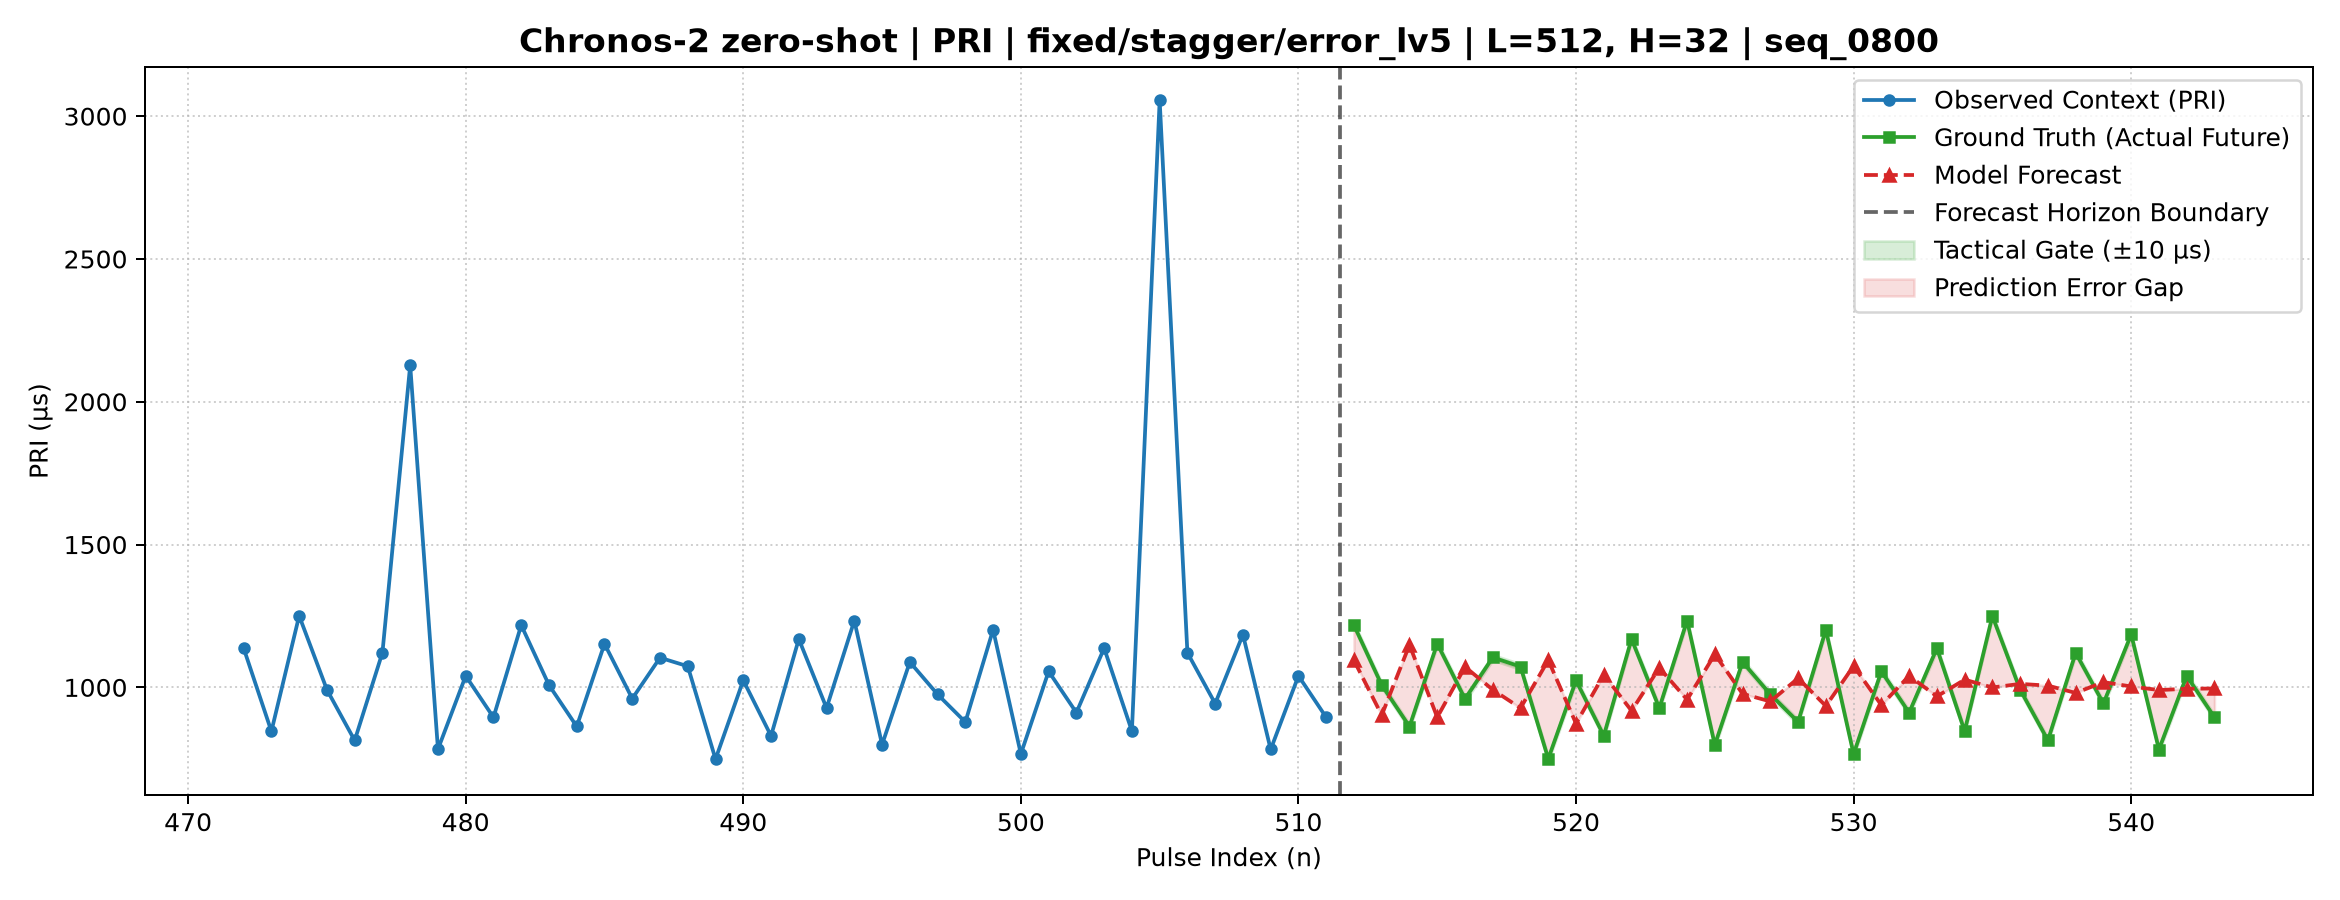 Chronos-2 zero-shot | PRI | fixed/stagger/error_lv5 | L=512, H=32 | seq_0800
Observed Context (PRI)
Ground Truth (Actual Future)
Model Forecast
Forecast Horizon Boundary
Tactical Gate (±10 µs)
Prediction Error Gap
PRI (µs)
3000
2500
2000
1500
1000
470 480 490 500 510 520 530 540
Pulse Index (n)